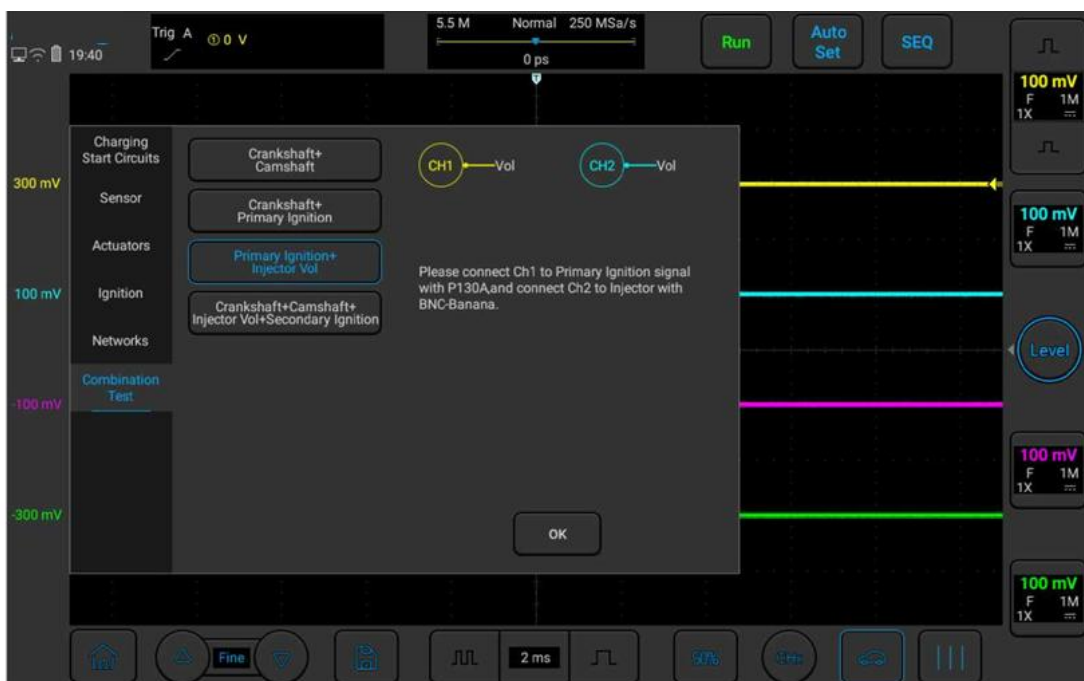 Trig A ① 0 V
19:40
5.5 M Normal 250 MSa/s
0 ps
Run
Auto
Set
SEQ
T
100 mV
F 1M
1X
Charging
Start Circuits
Sensor
Actuators
Ignition
Networks
Combination
Test
Crankshaft+
Camshaft
Crankshaft+
Primary Ignition
Primary Ignition+
Injector Vol
Crankshaft+Camshaft+
Injector Vol+Secondary Ignition
CH1 Vol
CH2 Vol
Please connect Ch1 to Primary Ignition signal
with P130A,and connect Ch2 to Injector with
BNC-Banana.
OK
300 mV
100 mV
-100 mV
-300 mV
100 mV
F 1M
1X
Level
100 mV
F 1M
1X
100 mV
F 1M
1X
Fine
2 ms
50%